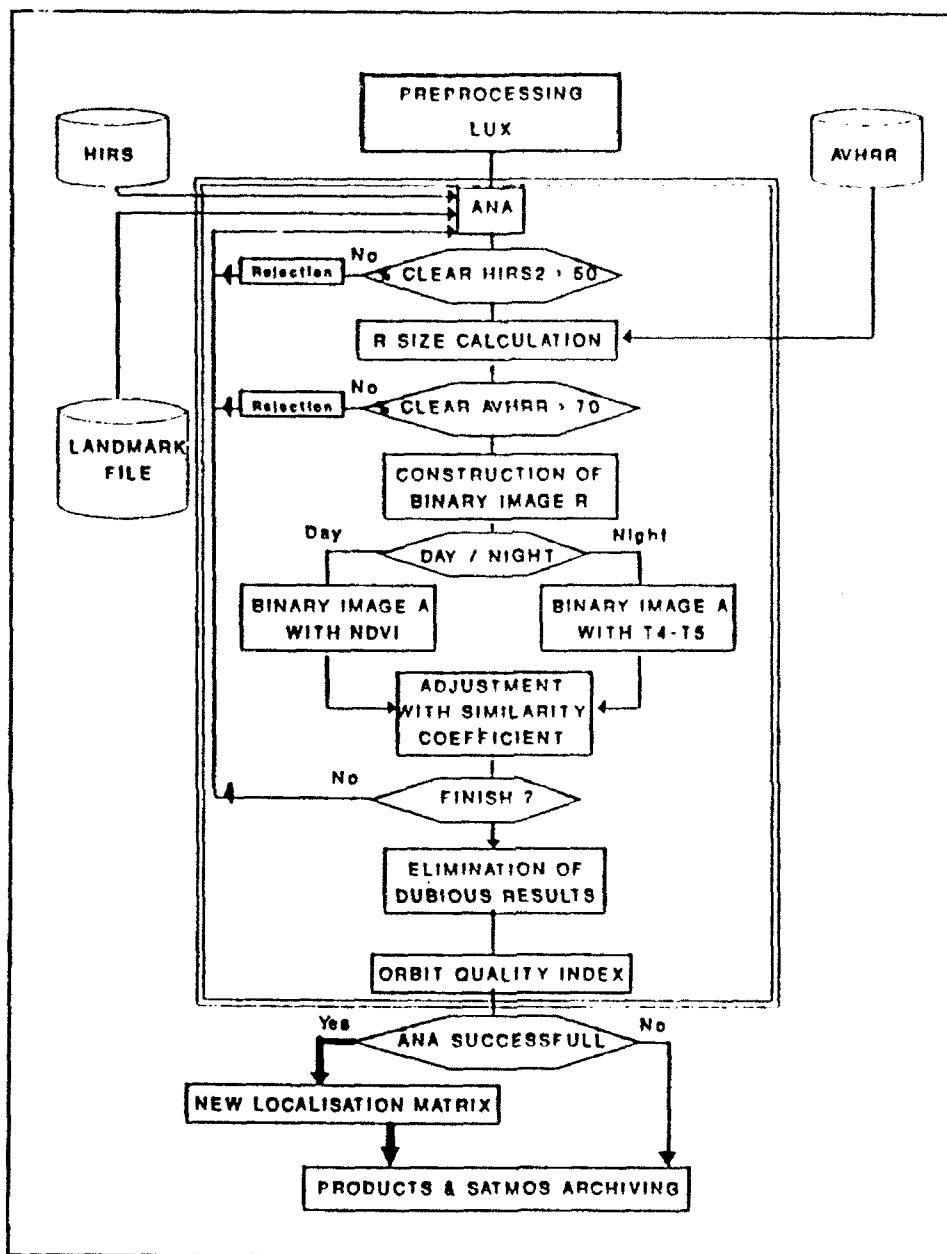 PREPROCESSING
LUX
HIRS
AVHRR
ANA
No
Rejection
% CLEAR HIRS2 > 50
R SIZE CALCULATION
No
Rejection
% CLEAR AVHRR > 70
LANDMARK
FILE
CONSTRUCTION OF
BINARY IMAGE R
Day
Night
DAY / NIGHT
BINARY IMAGE A
WITH NDVI
BINARY IMAGE A
WITH T4-T5
ADJUSTMENT
WITH SIMILARITY
COEFFICIENT
No
FINISH ?
ELIMINATION OF
DUBIOUS RESULTS
ORBIT QUALITY INDEX
Yes
No
ANA SUCCESSFULL
NEW LOCALISATION MATRIX
PRODUCTS & SATMOS ARCHIVING